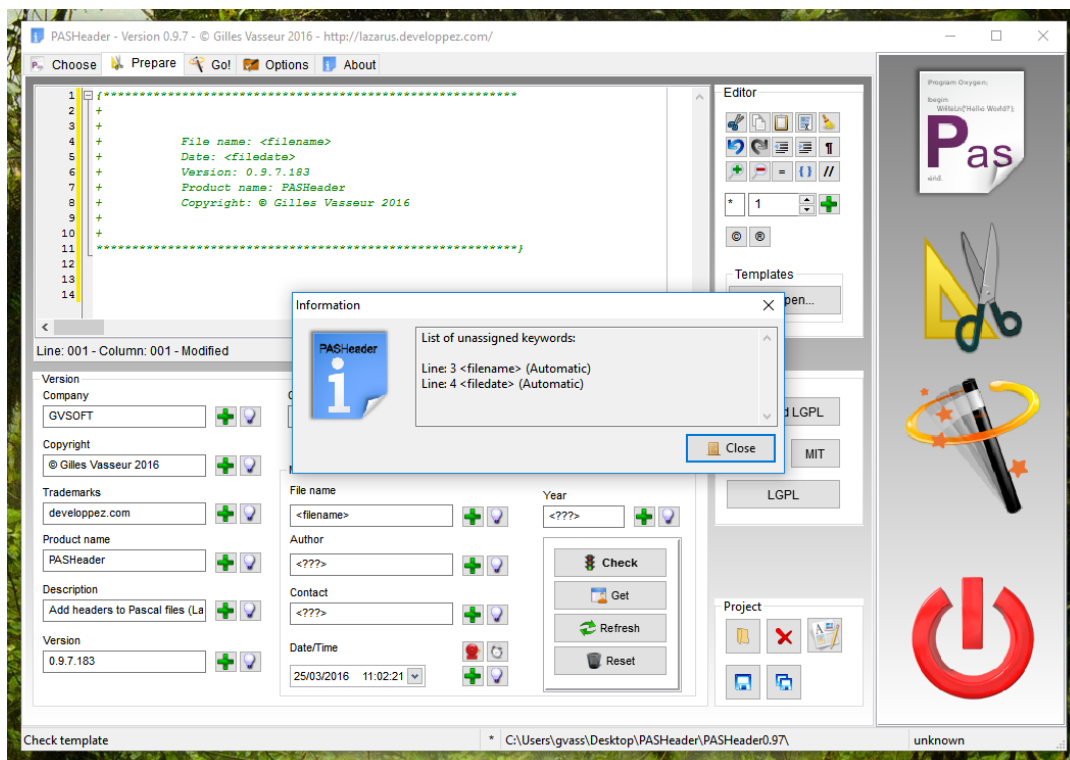 PASHeader - Version 0.9.7 - © Gilles Vasseur 2016 - http://lazarus.developpez.com/
Choose Prepare Go! Options About
1 {*********************************************************
2 +
3 +
4 + File name: <filename>
5 + Date: <filedate>
6 + Version: 0.9.7.183
7 + Product name: PASHeader
8 + Copyright: © Gilles Vasseur 2016
9 +
10 +
11 **********************************************************}
12
13
14
Line: 001 - Column: 001 - Modified
Editor
= {} //
* 1
© ®
Templates
Information
PASHeader
List of unassigned keywords:
Line: 3 <filename> (Automatic)
Line: 4 <filedate> (Automatic)
Close
Version
Company
GVSOFT
Copyright
© Gilles Vasseur 2016
Trademarks
developpez.com
Product name
PASHeader
Description
Add headers to Pascal files (La
Version
0.9.7.183
File name
<filename>
Author
<???>
Contact
<???>
Date/Time
25/03/2016 11:02:21
Year
<???>
Check
Get
Refresh
Reset
LGPL
MIT
LGPL
Project
Program Oxygen;
begin
WriteLn('Hallo World!');
Pas
end.
Check template
* C:\Users\gvass\Desktop\PASHeader\PASHeader0.97\
unknown